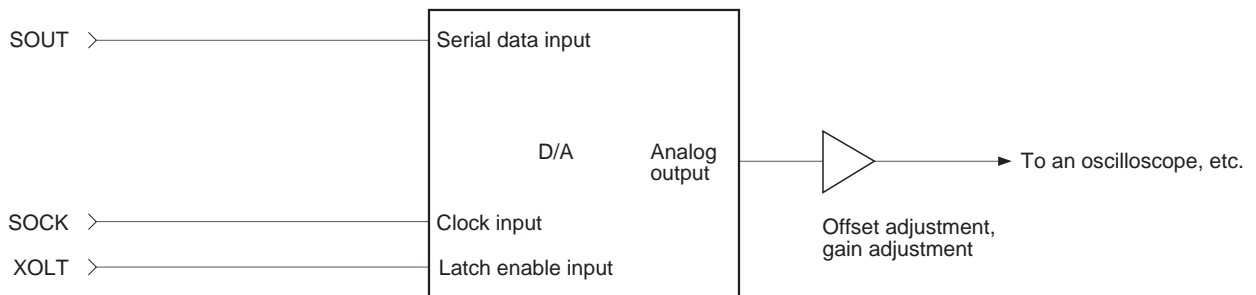 SOUT
Serial data input
D/A
Analog
output
To an oscilloscope, etc.
SOCK
Clock input
Offset adjustment,
gain adjustment
XOLT
Latch enable input